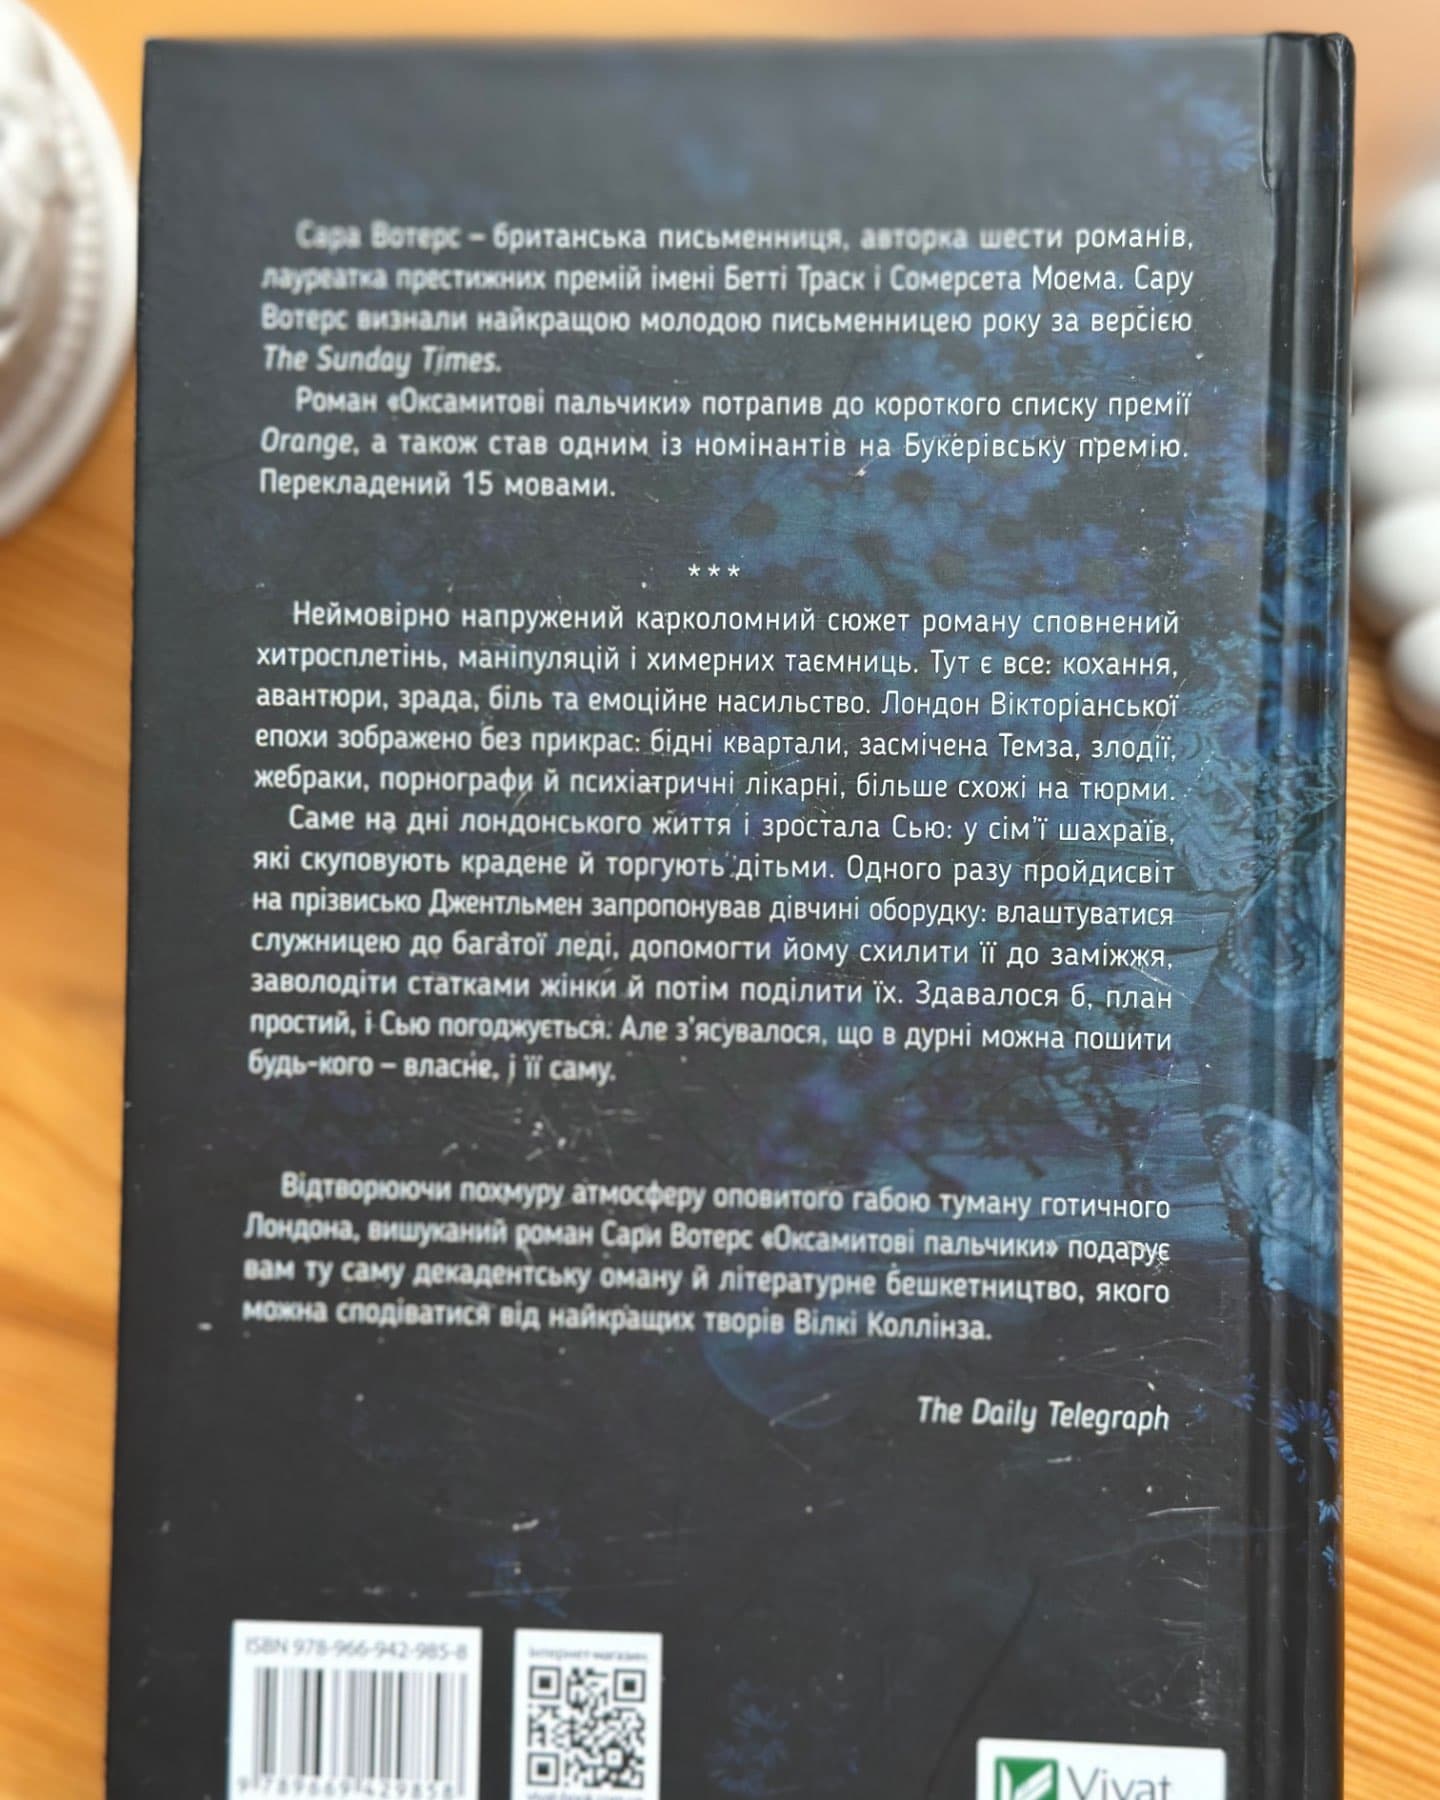 Сара Вотерс – британська письменниця, авторка шести романів,
лауреатка престижних премій імені Бетті Траск і Сомерсета Моема. Сару
Вотерс визнали найкращою молодою письменницею року за версією
The Sunday Times.
Роман «Оксамитові пальчики» потрапив до короткого списку премії
Orange, а також став одним із номінантів на Букерівську премію.
Перекладений 15 мовами.
***
Неймовірно напружений карколомний сюжет роману сповнений
хитросплетінь, маніпуляцій і химерних таємниць. Тут є все: кохання,
авантюри, зрада, біль та емоційне насильство. Лондон Вікторіанської
епохи зображено без прикрас: бідні квартали, засмічена Темза, злодії,
жебраки, порнографи й психіатричні лікарні, більше схожі на тюрми.
Саме на дні лондонського життя і зростала Сью: у сім’ї шахраїв,
які скуповують крадене й торгують дітьми. Одного разу пройдисвіт
на прізвисько Джентльмен запропонував дівчині оборудку: влаштуватися
служницею до багатої леді, допомогти йому схилити її до заміжжя,
заволодіти статками жінки й потім поділити їх. Здавалося б, план
простий, і Сью погоджується. Але з’ясувалося, що в дурні можна пошити
будь-кого – власне, і її саму.
Відтворюючи похмуру атмосферу оповитого габою туману готичного
Лондона, вишуканий роман Сари Вотерс «Оксамитові пальчики» подарує
вам ту саму декадентську оману й літературне бешкетництво, якого
можна сподіватися від найкращих творів Вілкі Коллінза.
The Daily Telegraph
ISBN 978-966-942-985-8
інтернет-магазин
9 789669 429858
Vivat